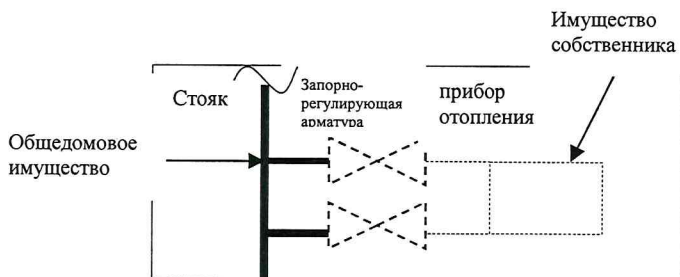 Имущество
собственника
Стояк
Запорно-
регулирующая
арматура
прибор
отопления
Общедомовое
имущество